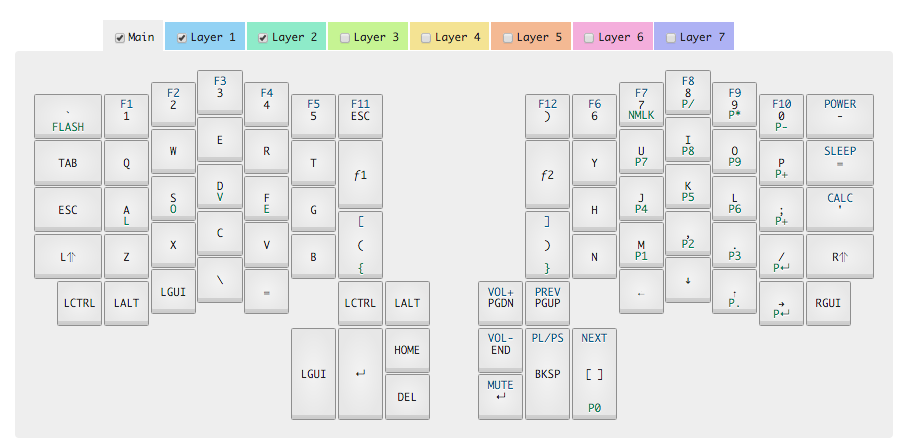 Main Layer 1 Layer 2 Layer 3 Layer 4 Layer 5 Layer 6 Layer 7
F3 F8
3 8
P/
F2 F4 F7 F9
2 4 7 9
NMLK P*
` F1 F5 F11 F12 F6 F10 POWER
1 5 ESC ) 6 0 -
FLASH P-
E I
P8
W R U O
P7 P9
TAB Q T ƒ1 ƒ2 Y P SLEEP
P+ =
D K
V P5
S F J L
O E P4 P6
ESC A G [ ] H ; CALC
L P+ '
C ,
P2
X V M .
P1 P3
L⇑ Z B ( ) N / R⇑
{ } P↵
\ ↓
LGUI = ← ↑
P.
LCTRL LALT LCTRL LALT VOL+ PREV → RGUI
PGDN PGUP P↵
LGUI ↵ HOME VOL- PL/PS NEXT
END BKSP [ ]
DEL MUTE P0
↵